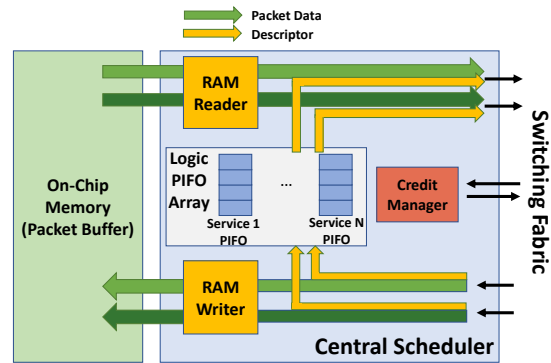 Packet Data
Descriptor
RAM
Reader
Logic
PIFO
Array
...
Service 1
PIFO
Service N
PIFO
Credit
Manager
On-Chip
Memory
(Packet Buffer)
RAM
Writer
Central Scheduler
Switching Fabric